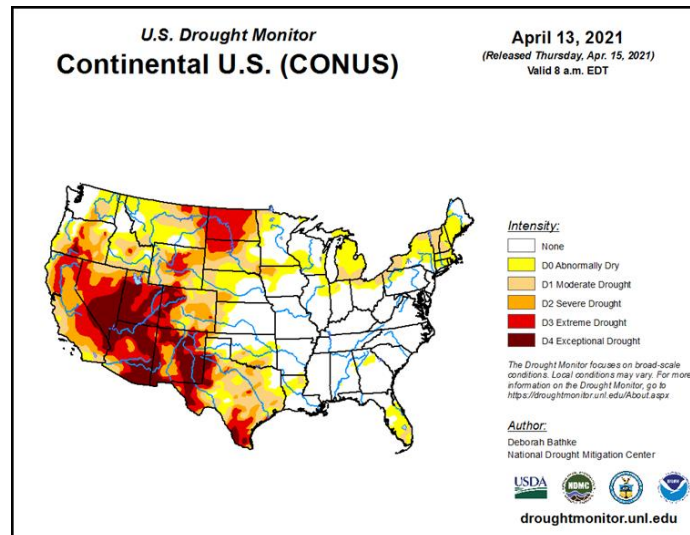 U.S. Drought Monitor
Continental U.S. (CONUS)
April 13, 2021
(Released Thursday, Apr. 15, 2021)
Valid 8 a.m. EDT
Intensity:
None
D0 Abnormally Dry
D1 Moderate Drought
D2 Severe Drought
D3 Extreme Drought
D4 Exceptional Drought
The Drought Monitor focuses on broad-scale
conditions. Local conditions may vary. For more
information on the Drought Monitor, go to
https://droughtmonitor.unl.edu/About.aspx
Author:
Deborah Bathke
National Drought Mitigation Center
USDA
NDMC
droughtmonitor.unl.edu